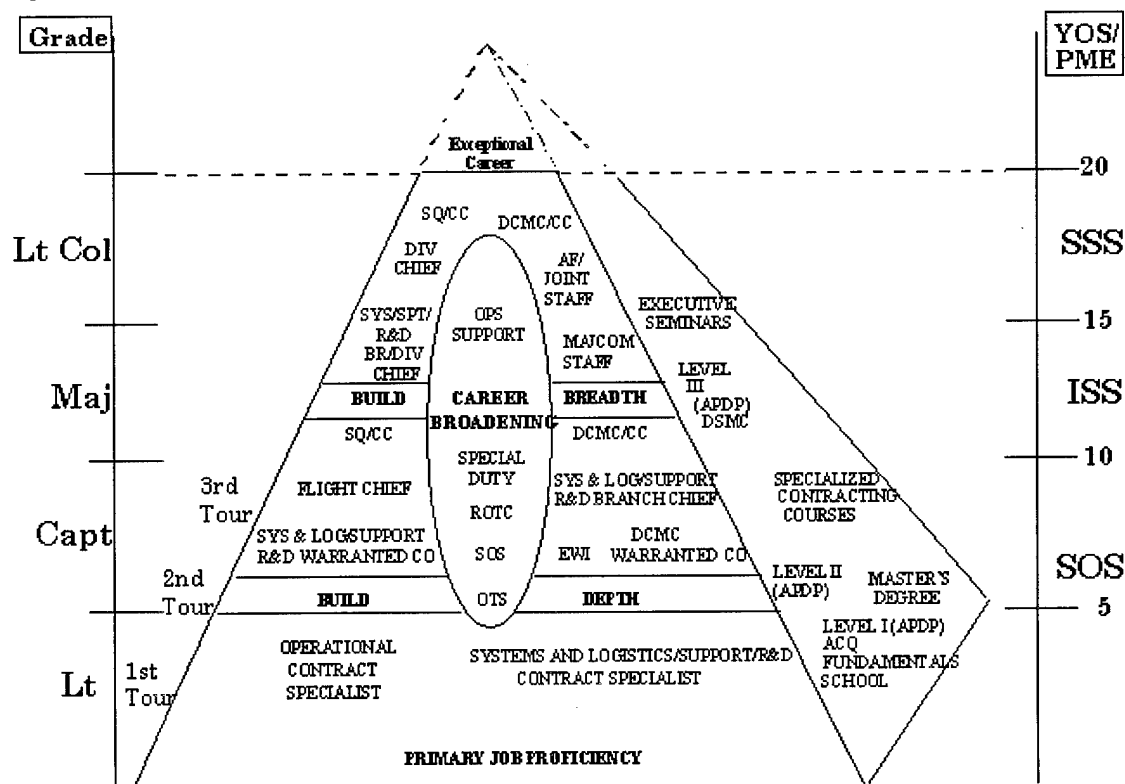 Grade
YOS/
PME
Exceptional
Career
20
SQ/CC
DCMC/CC
Lt Col
DIV
CHIEF
AF/
JOINT
STAFF
SSS
EXECUTIVE
SEMINARS
SYS/SPT/
R&D
BR/DIV
CHIEF
OPS
SUPPORT
15
MAJCOM
STAFF
LEVEL
III
(APDP)
DSMC
Maj
BUILD
CAREER
BROADENING
BREADTH
ISS
SQ/CC
DCMC/CC
10
SPECIAL
DUTY
3rd
Tour
FLIGHT CHIEF
SYS & LOG/SUPPORT
R&D BRANCH CHIEF
SPECIALIZED
CONTRACTING
COURSES
ROTC
Capt
SYS & LOG/SUPPORT
R&D WARRANTED CO
SOS
EWI
DCMC
WARRANTED CO
SOS
2nd
Tour
LEVEL II
(APDP)
MASTER'S
DEGREE
BUILD
OTS
DEPTH
5
LEVEL I (APDP)
ACQ
FUNDAMENTALS
SCHOOL
OPERATIONAL
CONTRACT
SPECIALIST
SYSTEMS AND LOGISTICS/SUPPORT/R&D
CONTRACT SPECIALIST
Lt
1st
Tour
PRIMARY JOB PROFICIENCY